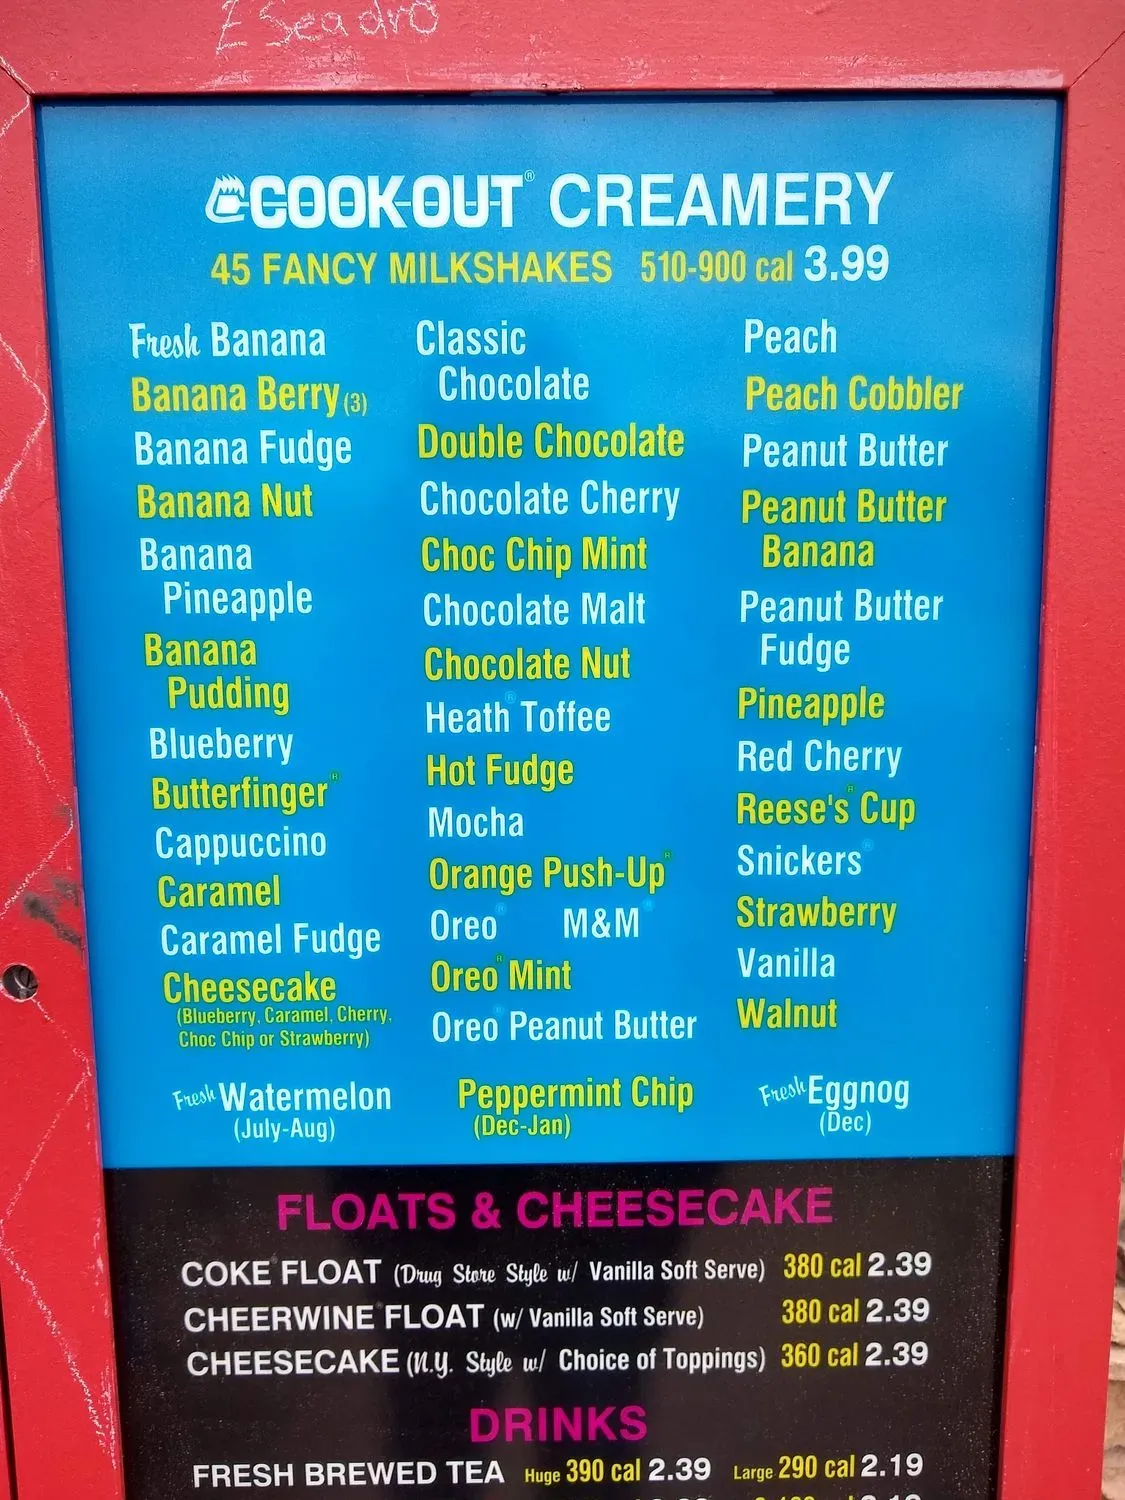 ESeadro
COOK-OUT® CREAMERY
45 FANCY MILKSHAKES 510-900 cal 3.99
Fresh Banana
Banana Berry (3)
Banana Fudge
Banana Nut
Banana
Pineapple
Banana
Pudding
Blueberry
Butterfinger®
Cappuccino
Caramel
Caramel Fudge
Cheesecake
(Blueberry, Caramel, Cherry,
Choc Chip or Strawberry)
Classic
Chocolate
Double Chocolate
Chocolate Cherry
Choc Chip Mint
Chocolate Malt
Chocolate Nut
Heath® Toffee
Hot Fudge
Mocha
Orange Push-Up®
Oreo® M&M®
Oreo® Mint
Oreo® Peanut Butter
Peach
Peach Cobbler
Peanut Butter
Peanut Butter
Banana
Peanut Butter
Fudge
Pineapple
Red Cherry
Reese's® Cup
Snickers®
Strawberry
Vanilla
Walnut
Fresh Watermelon
(July-Aug)
Peppermint Chip
(Dec-Jan)
Fresh Eggnog
(Dec)
FLOATS & CHEESECAKE
COKE FLOAT (Drug Store Style w/ Vanilla Soft Serve) 380 cal 2.39
CHEERWINE FLOAT (w/ Vanilla Soft Serve) 380 cal 2.39
CHEESECAKE (N.Y. Style w/ Choice of Toppings) 360 cal 2.39
DRINKS
FRESH BREWED TEA Huge 390 cal 2.39 Large 290 cal 2.19